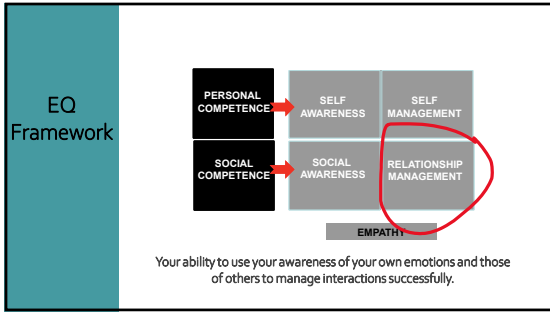 EQ
Framework
PERSONAL
COMPETENCE
SELF
AWARENESS
SELF
MANAGEMENT
SOCIAL
COMPETENCE
SOCIAL
AWARENESS
RELATIONSHIP
MANAGEMENT
EMPATHY
Your ability to use your awareness of your own emotions and those
of others to manage interactions successfully.